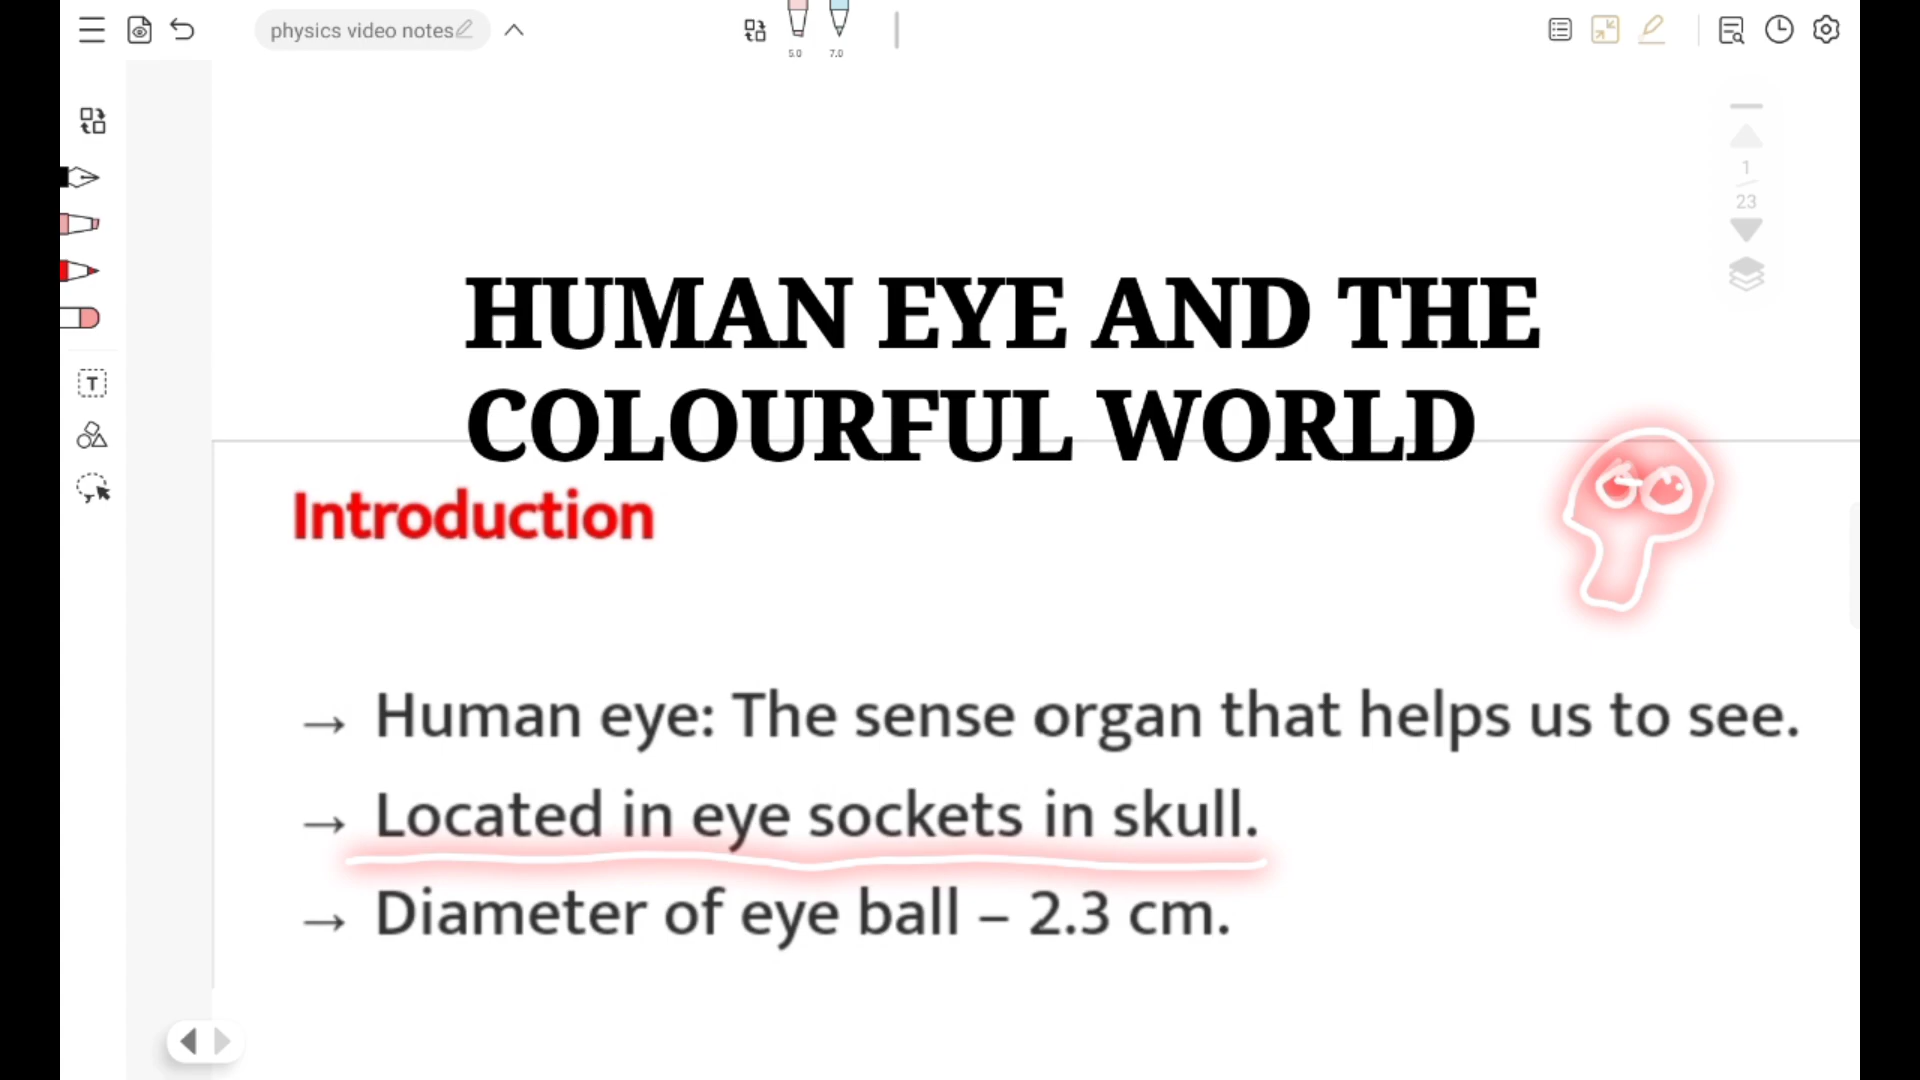 physics video notes
5.0
7.0
1
23
HUMAN EYE AND THE
COLOURFUL WORLD
Introduction
→ Human eye: The sense organ that helps us to see.
→ Located in eye sockets in skull.
→ Diameter of eye ball – 2.3 cm.
T